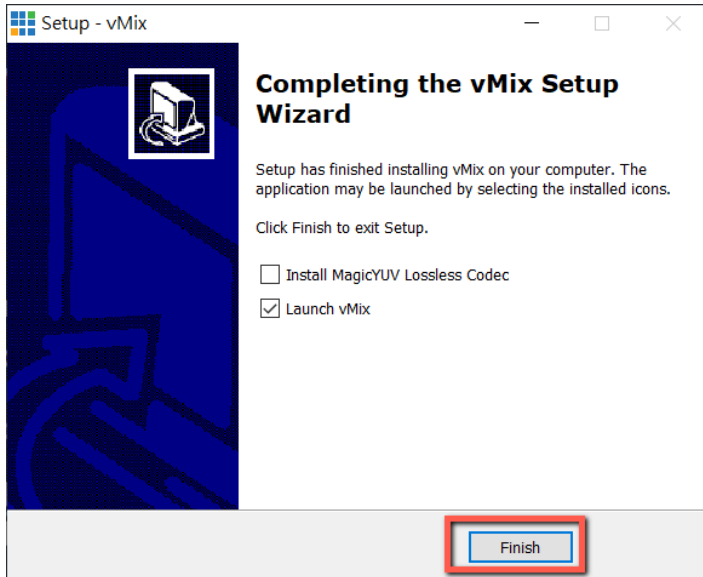 Setup - vMix
Completing the vMix Setup
Wizard
Setup has finished installing vMix on your computer. The
application may be launched by selecting the installed icons.
Click Finish to exit Setup.
Install MagicYUV Lossless Codec
Launch vMix
Finish